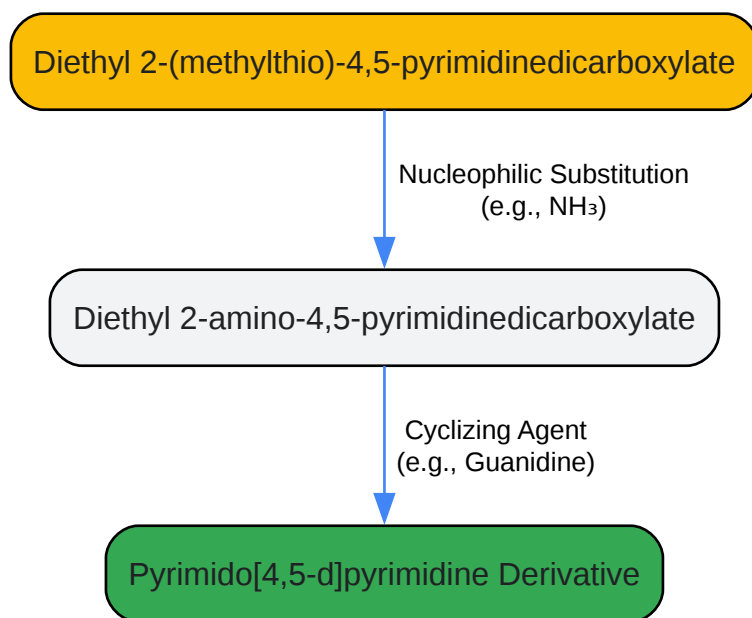 Diethyl 2-(methylthio)-4,5-pyrimidinedicarboxylate
Nucleophilic Substitution
(e.g., NH₃)
Diethyl 2-amino-4,5-pyrimidinedicarboxylate
Cyclizing Agent
(e.g., Guanidine)
Pyrimido[4,5-d]pyrimidine Derivative